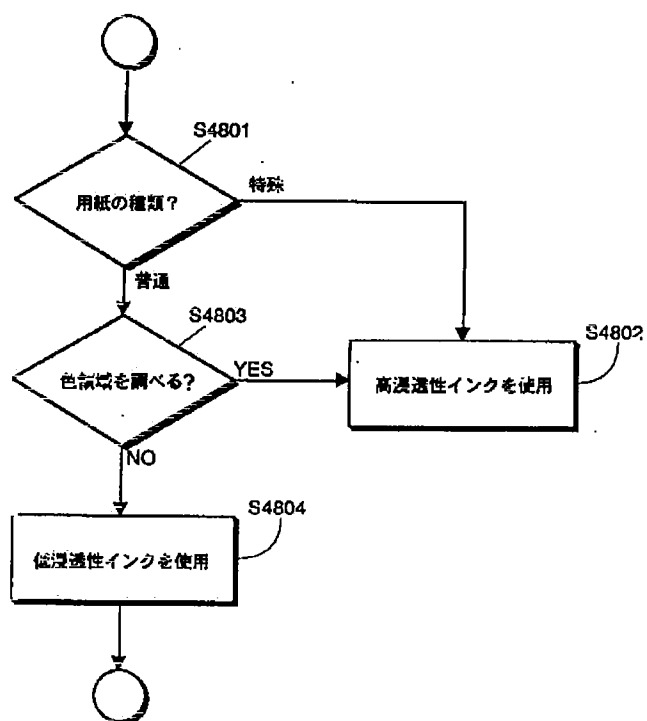 S4801
用紙の種類?
特殊
普通
S4803
色領域を調べる?
YES
S4802
高浸透性インクを使用
NO
S4804
低浸透性インクを使用